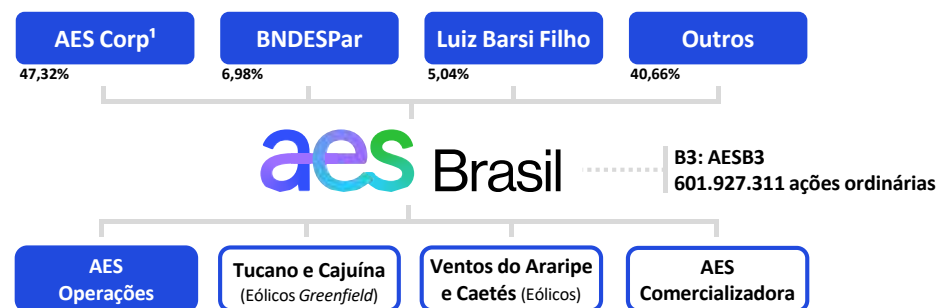 AES Corp¹ BNDESPar Luiz Barsi Filho Outros
47,32% 6,98% 5,04% 40,66%
aes Brasil
B3: AESB3
601.927.311 ações ordinárias
AES
Operações
Tucano e Cajuína
(Eólicos Greenfield)
Ventos do Araripe
e Caetés (Eólicos)
AES
Comercializadora